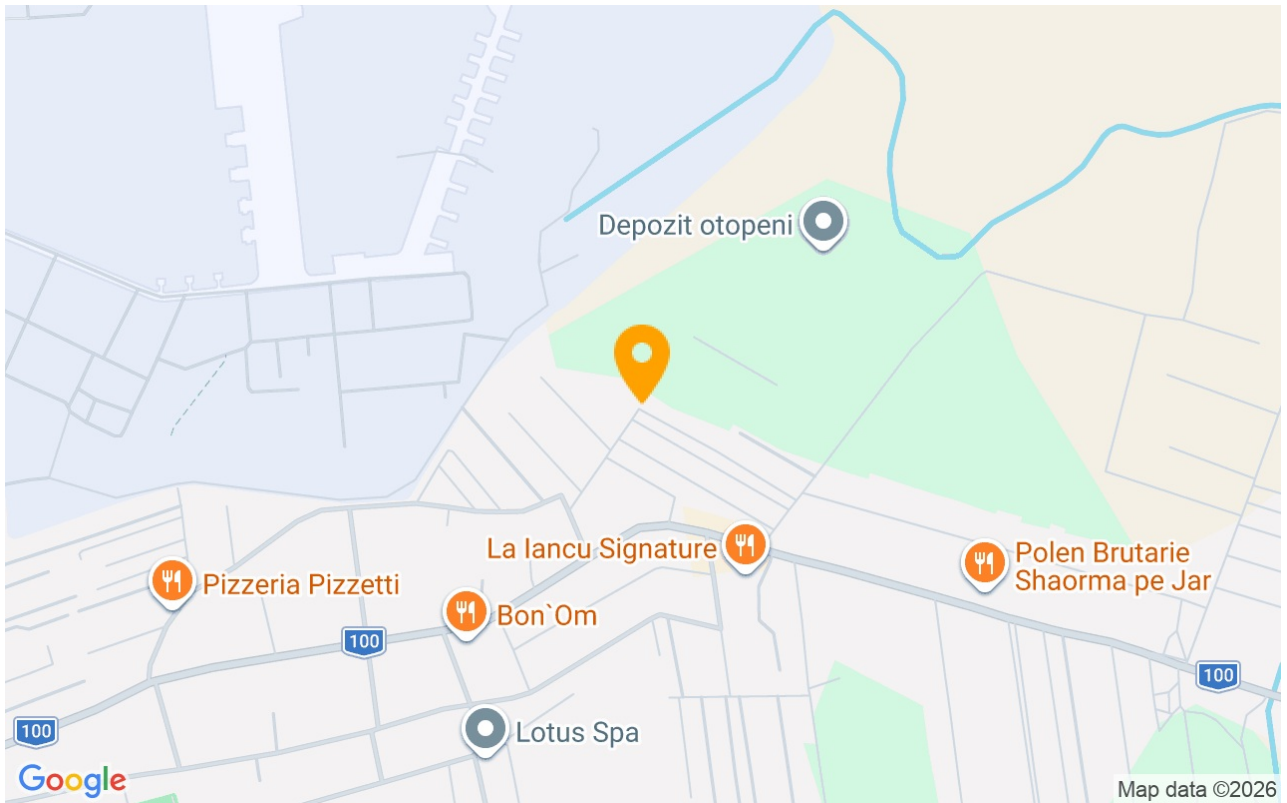 Depozit otopeni
La Iancu Signature
Polen Brutarie
Shaorma pe Jar
Pizzeria Pizzetti
Bon`Om
100
100
Lotus Spa
100
Google
Map data ©2026